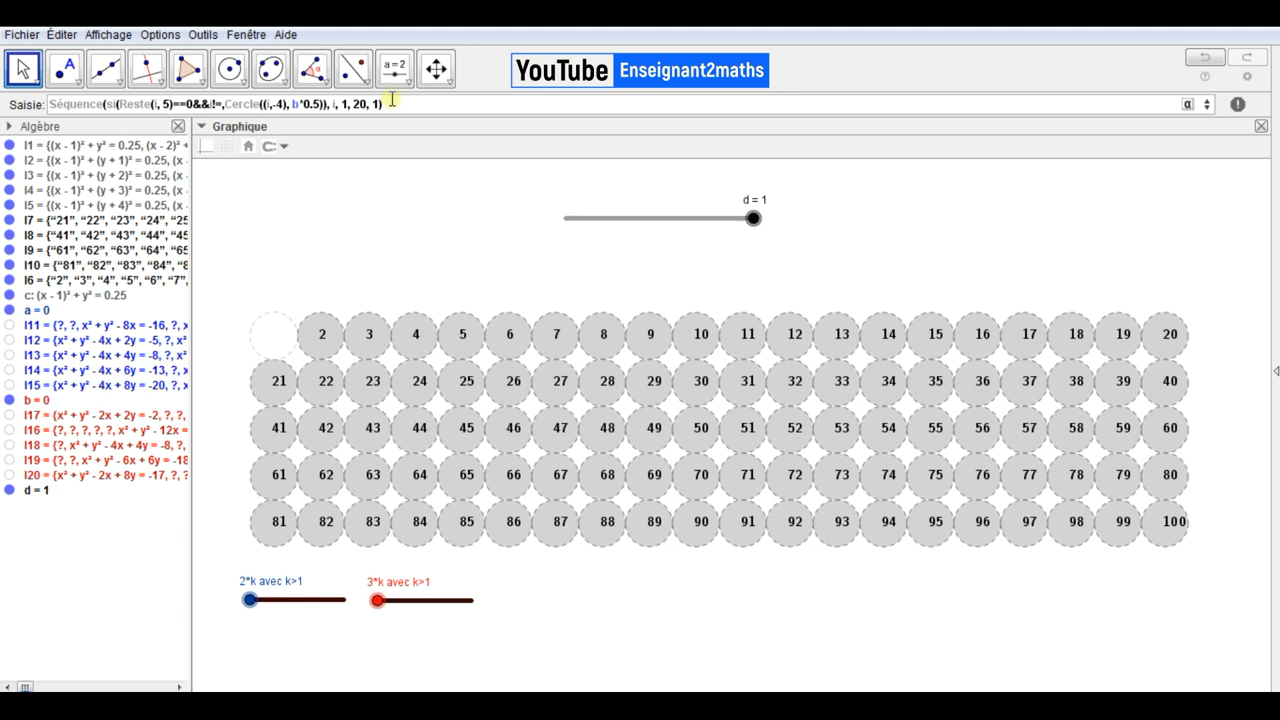 Fichier Éditer Affichage Options Outils Fenêtre Aide
a = 2
YouTube Enseignant2maths
Saisie: Séquence(si(Reste(i, 5)==0&&i!=,Cercle((i,-4), b*0.5)), i, 1, 20, 1)
α
Algèbre
Graphique
l1 = {(x - 1)² + y² = 0.25, (x - 2)² +
l2 = {(x - 1)² + (y + 1)² = 0.25, (x -
l3 = {(x - 1)² + (y + 2)² = 0.25, (x -
l4 = {(x - 1)² + (y + 3)² = 0.25, (x -
l5 = {(x - 1)² + (y + 4)² = 0.25, (x -
l7 = {“21”, “22”, “23”, “24”, “25
l8 = {“41”, “42”, “43”, “44”, “45
l9 = {“61”, “62”, “63”, “64”, “65
l10 = {“81”, “82”, “83”, “84”, “8
l6 = {“2”, “3”, “4”, “5”, “6”, “7”,
c: (x - 1)² + y² = 0.25
a = 0
l11 = {?, ?, x² + y² - 8x = -16, ?, x
l12 = {x² + y² - 4x + 2y = -5, ?, x²
l13 = {x² + y² - 4x + 4y = -8, ?, x²
l14 = {x² + y² - 4x + 6y = -13, ?, x
l15 = {x² + y² - 4x + 8y = -20, ?, x
b = 0
l17 = {x² + y² - 2x + 2y = -2, ?, ?,
l16 = {?, ?, ?, ?, ?, x² + y² - 12x =
l18 = {?, x² + y² - 4x + 4y = -8, ?,
l19 = {?, ?, x² + y² - 6x + 6y = -18
l20 = {x² + y² - 2x + 8y = -17, ?, ?
d = 1
d = 1
2 3 4 5 6 7 8 9 10 11 12 13 14 15 16 17 18 19 20
21 22 23 24 25 26 27 28 29 30 31 32 33 34 35 36 37 38 39 40
41 42 43 44 45 46 47 48 49 50 51 52 53 54 55 56 57 58 59 60
61 62 63 64 65 66 67 68 69 70 71 72 73 74 75 76 77 78 79 80
81 82 83 84 85 86 87 88 89 90 91 92 93 94 95 96 97 98 99 100
2*k avec k>1 3*k avec k>1